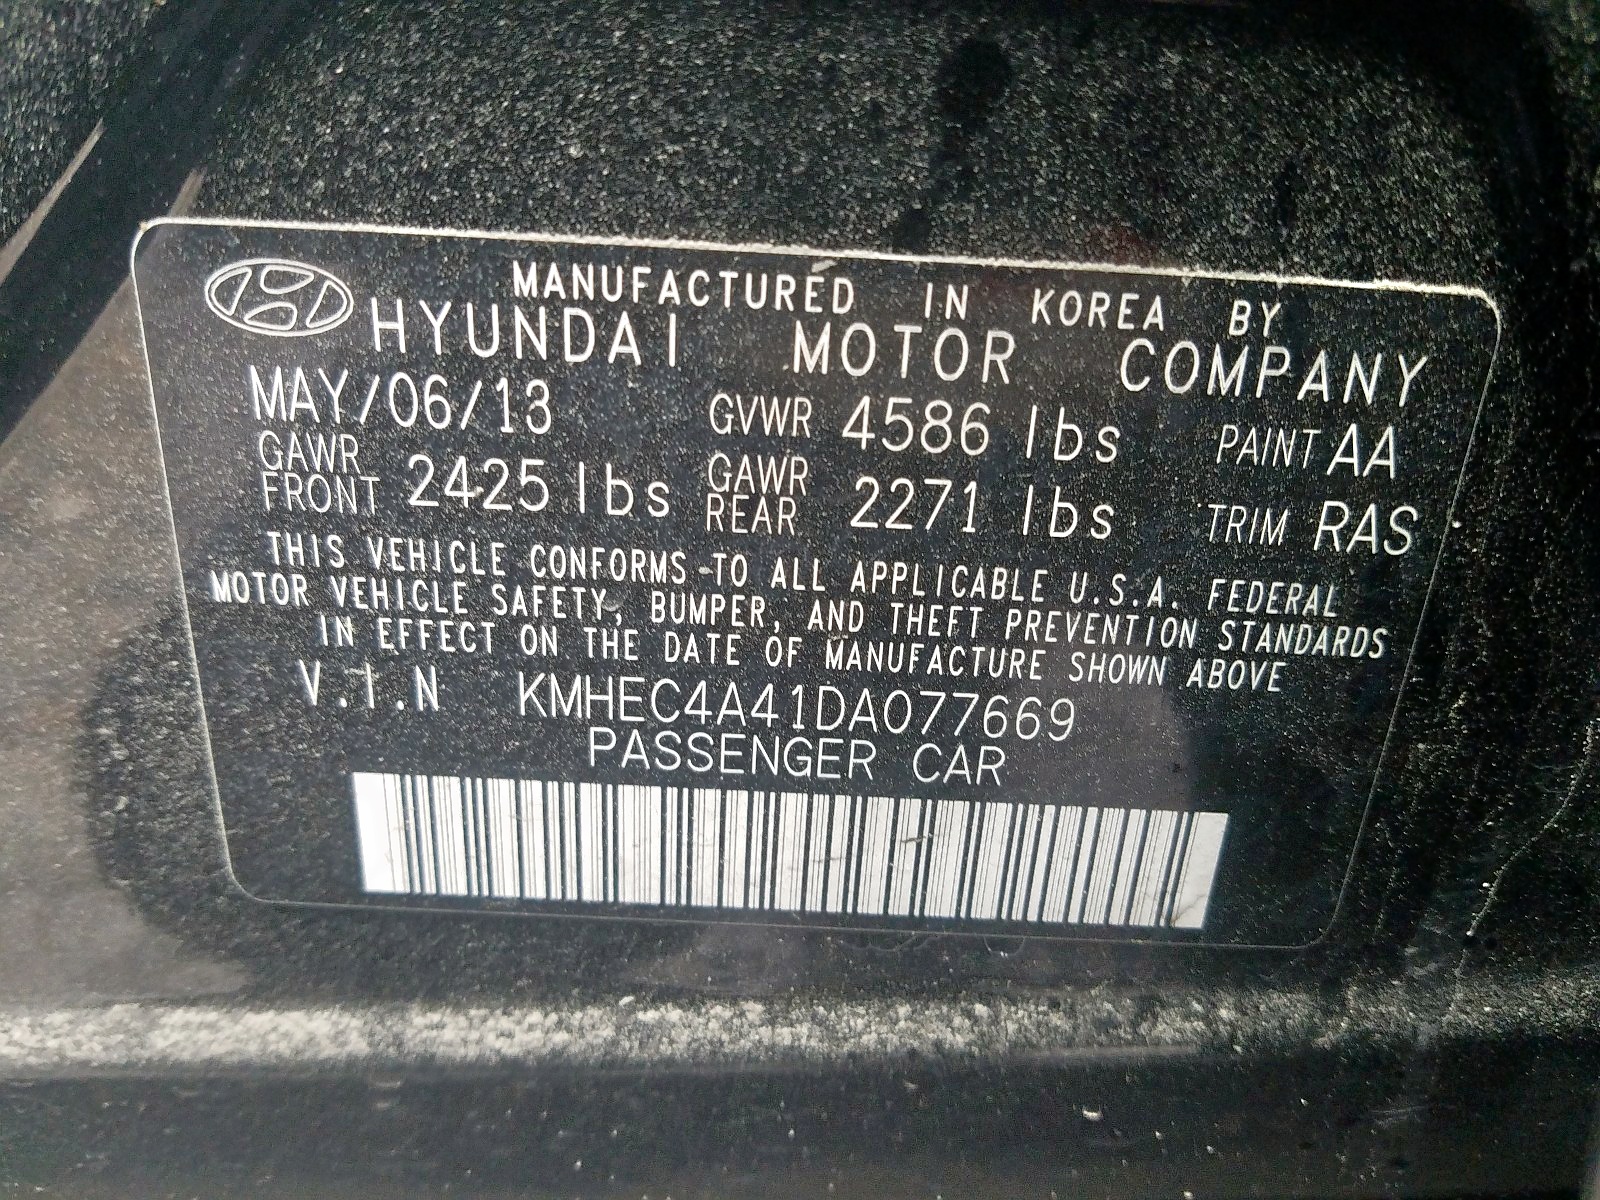 MANUFACTURED IN KOREA BY
HYUNDAI MOTOR COMPANY
MAY/06/13 GVWR 4586 lbs PAINT AA
GAWR FRONT 2425 lbs GAWR REAR 2271 lbs TRIM RAS
THIS VEHICLE CONFORMS TO ALL APPLICABLE U.S.A. FEDERAL
MOTOR VEHICLE SAFETY, BUMPER, AND THEFT PREVENTION STANDARDS
IN EFFECT ON THE DATE OF MANUFACTURE SHOWN ABOVE
V.I.N KMHEC4A41DA077669
PASSENGER CAR